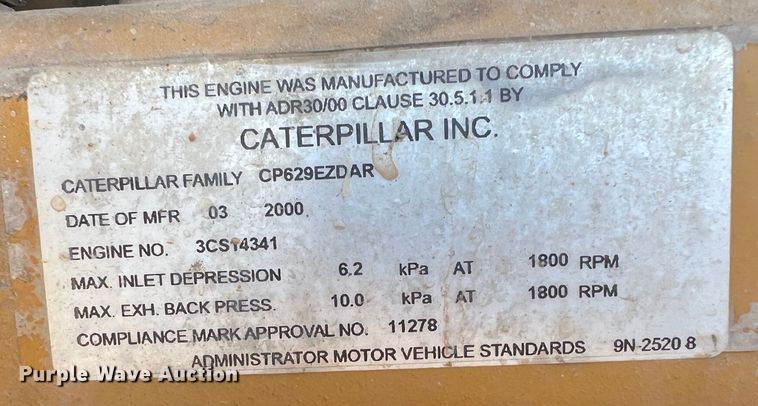 THIS ENGINE WAS MANUFACTURED TO COMPLY
WITH ADR30/00 CLAUSE 30.5.1.1 BY
CATERPILLAR INC.
CATERPILLAR FAMILY CP629EZDAR
DATE OF MFR 03 2000
ENGINE NO. 3CS14341
MAX. INLET DEPRESSION 6.2 kPa AT 1800 RPM
MAX. EXH. BACK PRESS. 10.0 kPa AT 1800 RPM
COMPLIANCE MARK APPROVAL NO. 11278
ADMINISTRATOR MOTOR VEHICLE STANDARDS 9N-2520 8
Purple Wave Auction